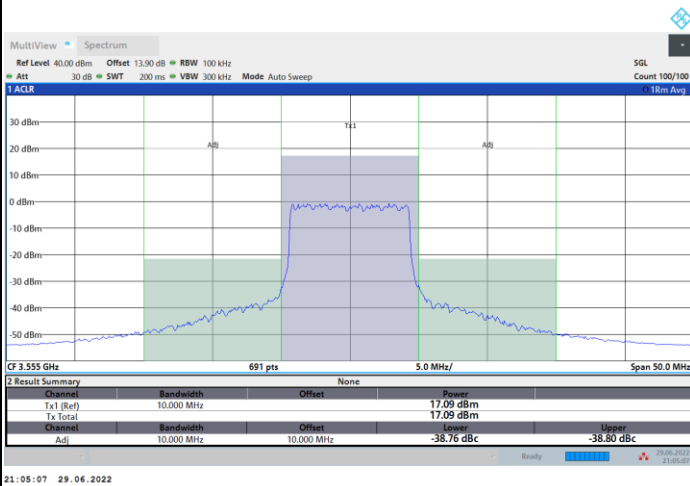 MultiView Spectrum
Ref Level 40.00 dBm Offset 13.90 dB RBW 100 kHz SGL
Att 30 dB SWT 200 ms VBW 300 kHz Mode Auto Sweep Count 100/100
1 ACLR 1Rm Avg
30 dBm
Tx1
20 dBm Adj Adj
10 dBm
0 dBm
-10 dBm
-20 dBm
-30 dBm
-40 dBm
-50 dBm
CF 3.555 GHz 691 pts 5.0 MHz/ Span 50.0 MHz
2 Result Summary None
Channel Bandwidth Offset Power
Tx1 (Ref) 10.000 MHz 17.09 dBm
Tx Total 17.09 dBm
Channel Bandwidth Offset Lower Upper
Adj 10.000 MHz 10.000 MHz -38.76 dBc -38.80 dBc
Ready 29.06.2022
21:05:07
21:05:07 29.06.2022